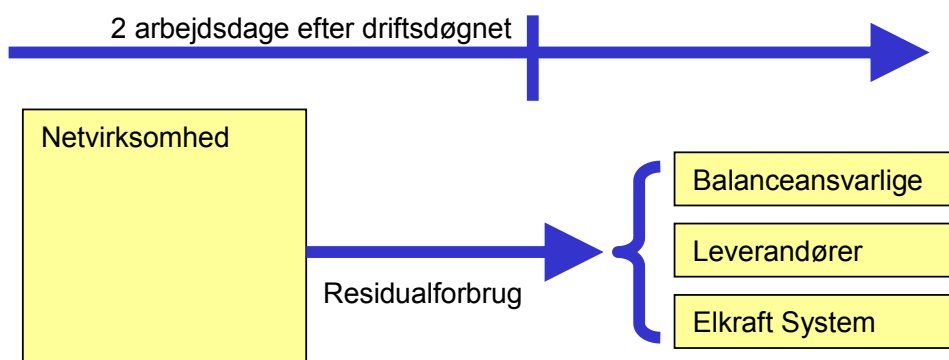 2 arbejdsdage efter driftsdøgnet
Netvirksomhed
Balanceansvarlige
Leverandører
Residualforbrug
Elkraft System